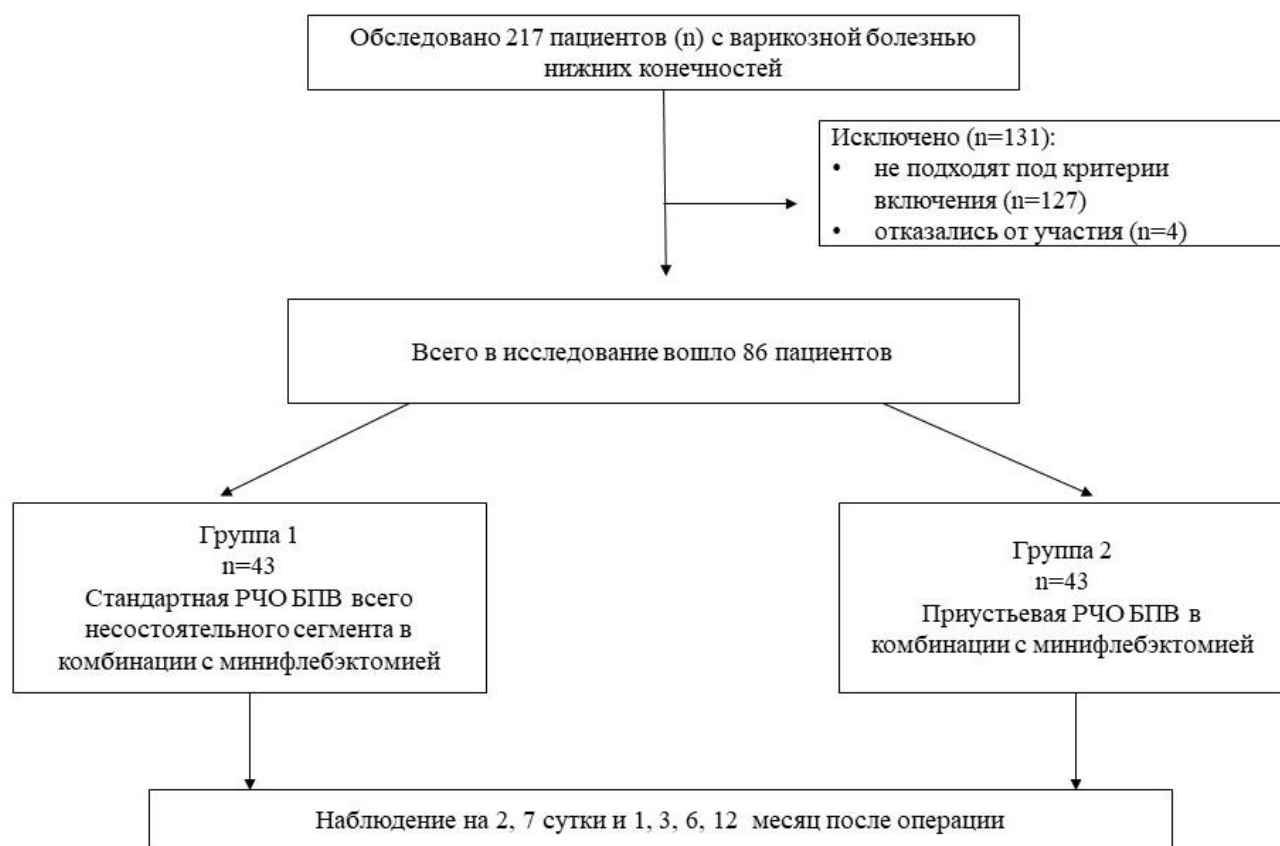 Обследовано 217 пациентов (n) с варикозной болезнью
нижних конечностей
Исключено (n=131):
• не подходят под критерии
включения (n=127)
• отказались от участия (n=4)
Всего в исследование вошло 86 пациентов
Группа 1
n=43
Стандартная РЧО БПВ всего
несостоятельного сегмента в
комбинации с минифлебэктомией
Группа 2
n=43
Приустьевая РЧО БПВ в
комбинации с минифлебэктомией
Наблюдение на 2, 7 сутки и 1, 3, 6, 12 месяц после операции